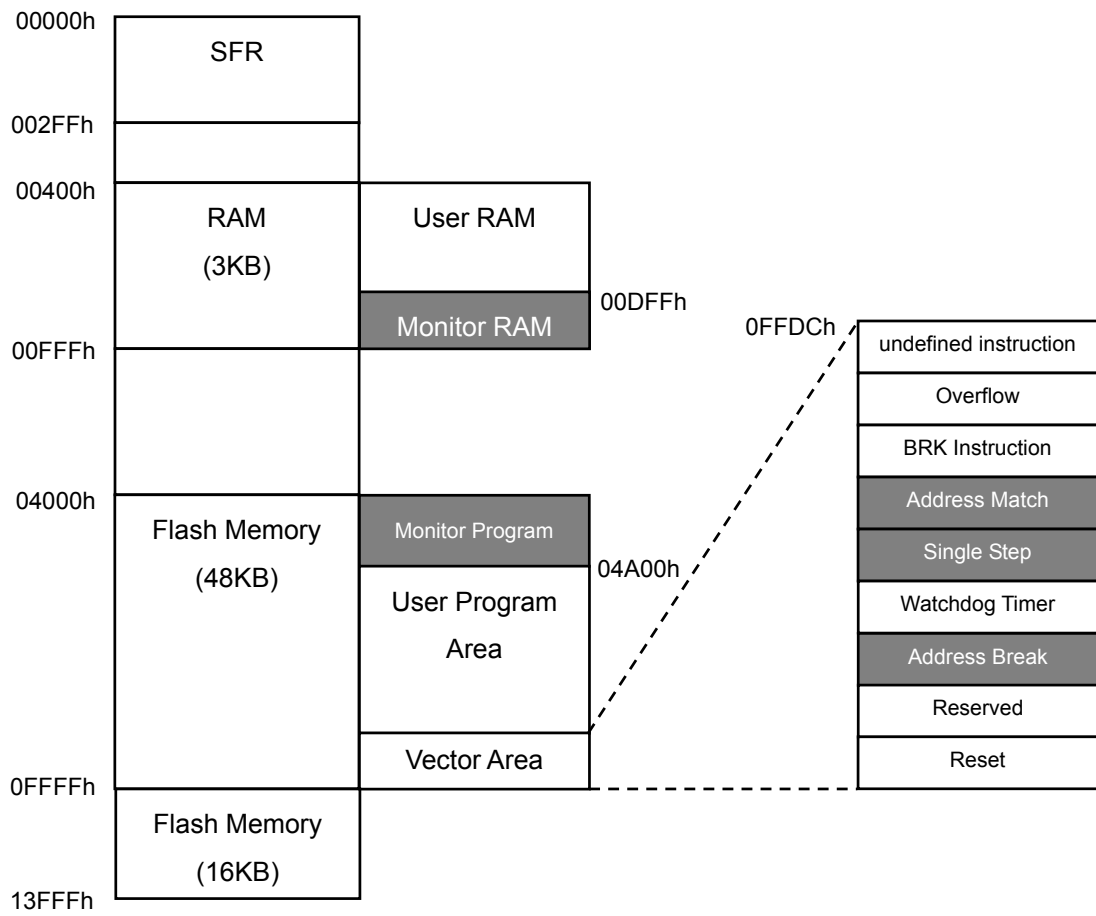 00000h
SFR
002FFh
00400h
RAM
(3KB)
User RAM
00DFFh
Monitor RAM
00FFFh
04000h
Flash Memory
(48KB)
Monitor Program
04A00h
User Program
Area
Vector Area
0FFFFh
Flash Memory
(16KB)
13FFFh
0FFDCh
undefined instruction
Overflow
BRK Instruction
Address Match
Single Step
Watchdog Timer
Address Break
Reserved
Reset